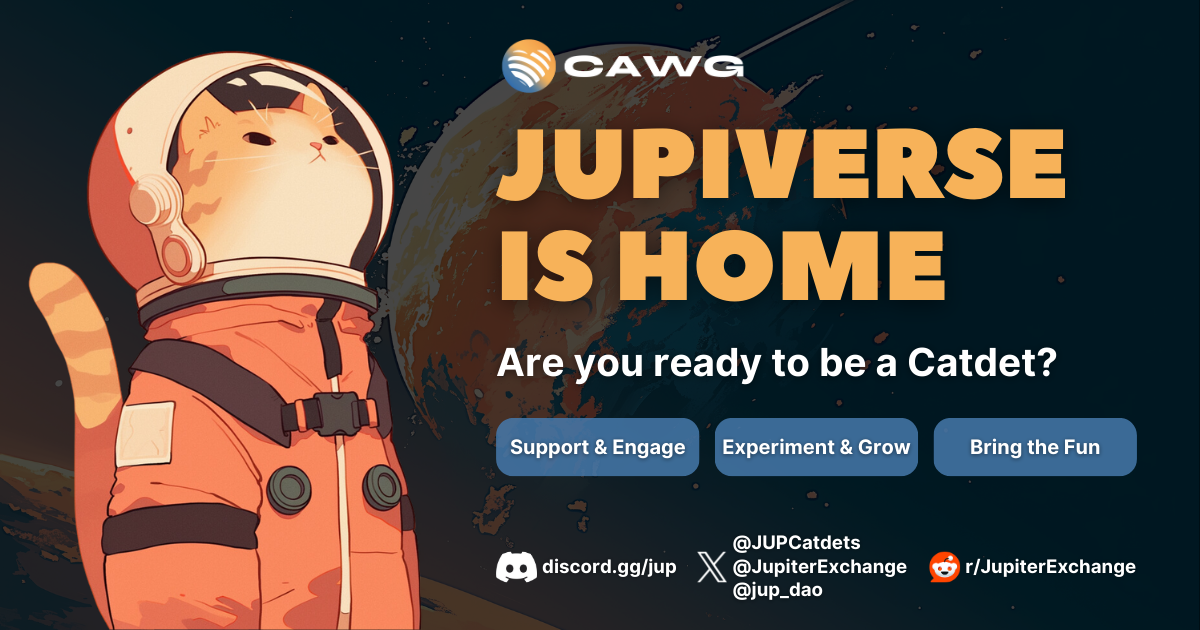 CAWG
JUPIVERSE
IS HOME
Are you ready to be a Catdet?
Support & Engage
Experiment & Grow
Bring the Fun
discord.gg/jup
@JUPCatdets
@JupiterExchange
@jup_dao
r/JupiterExchange